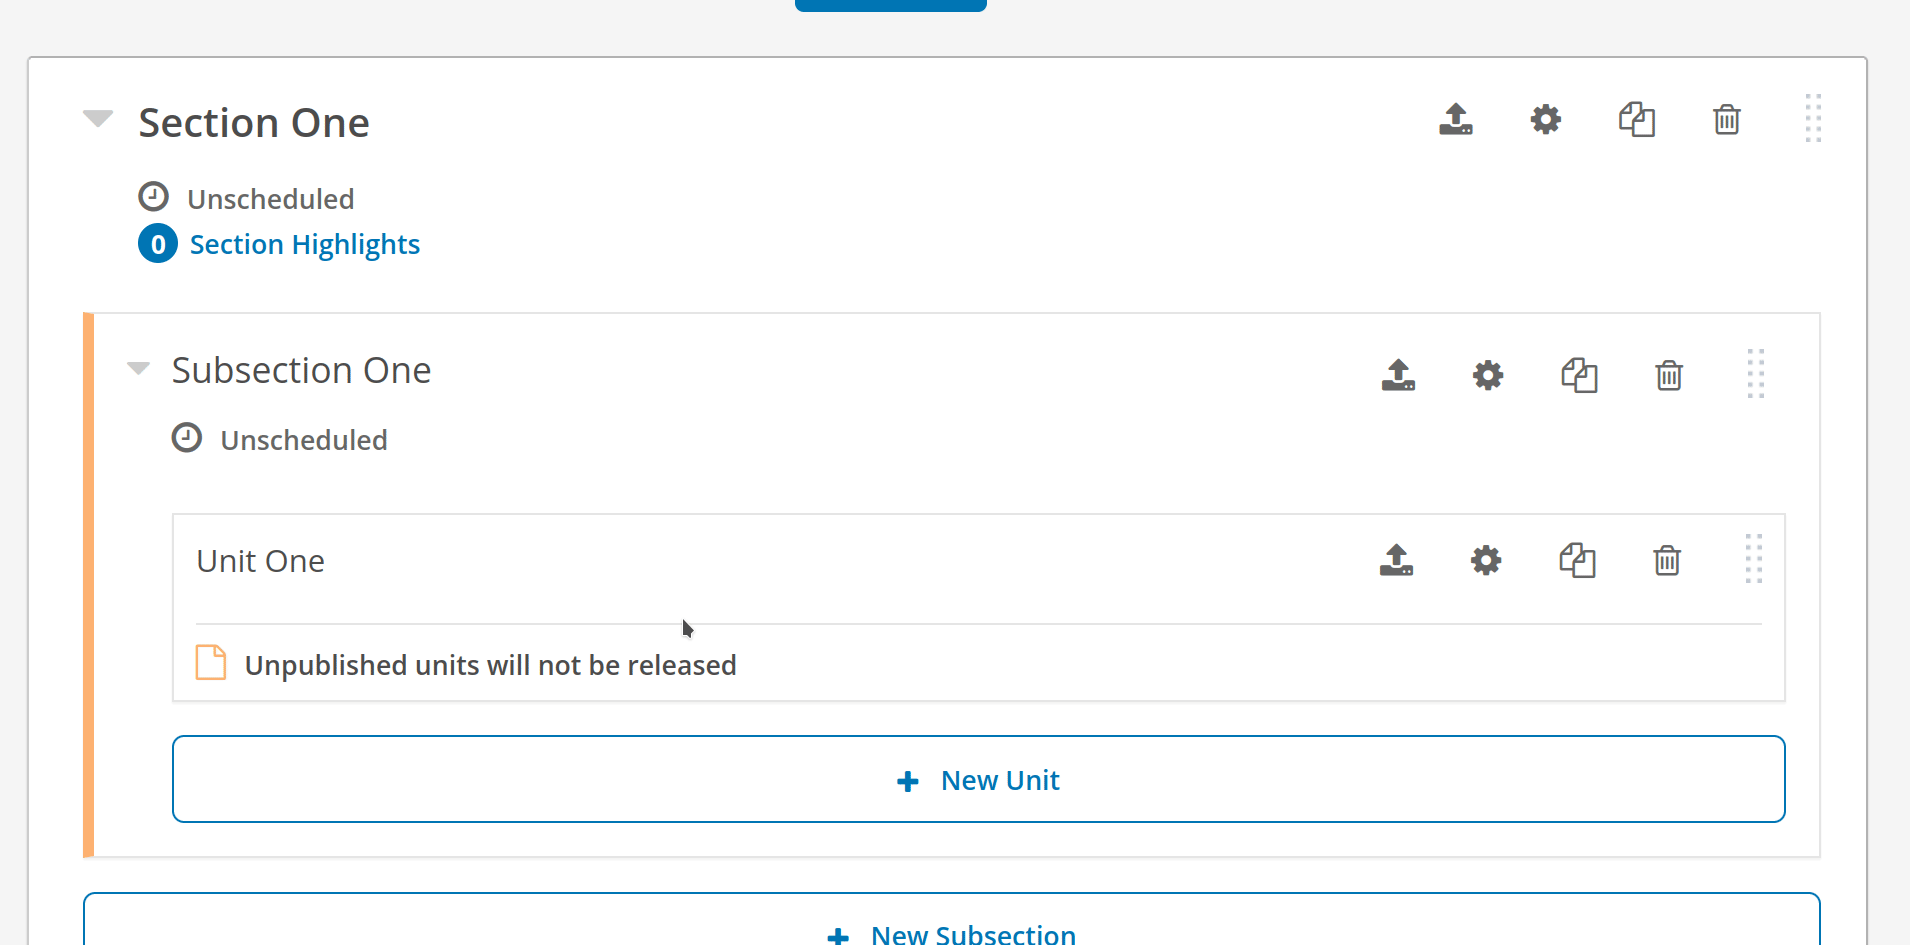 Section One
Unscheduled
0 Section Highlights
Subsection One
Unscheduled
Unit One
Unpublished units will not be released
+ New Unit
+ New Subsection